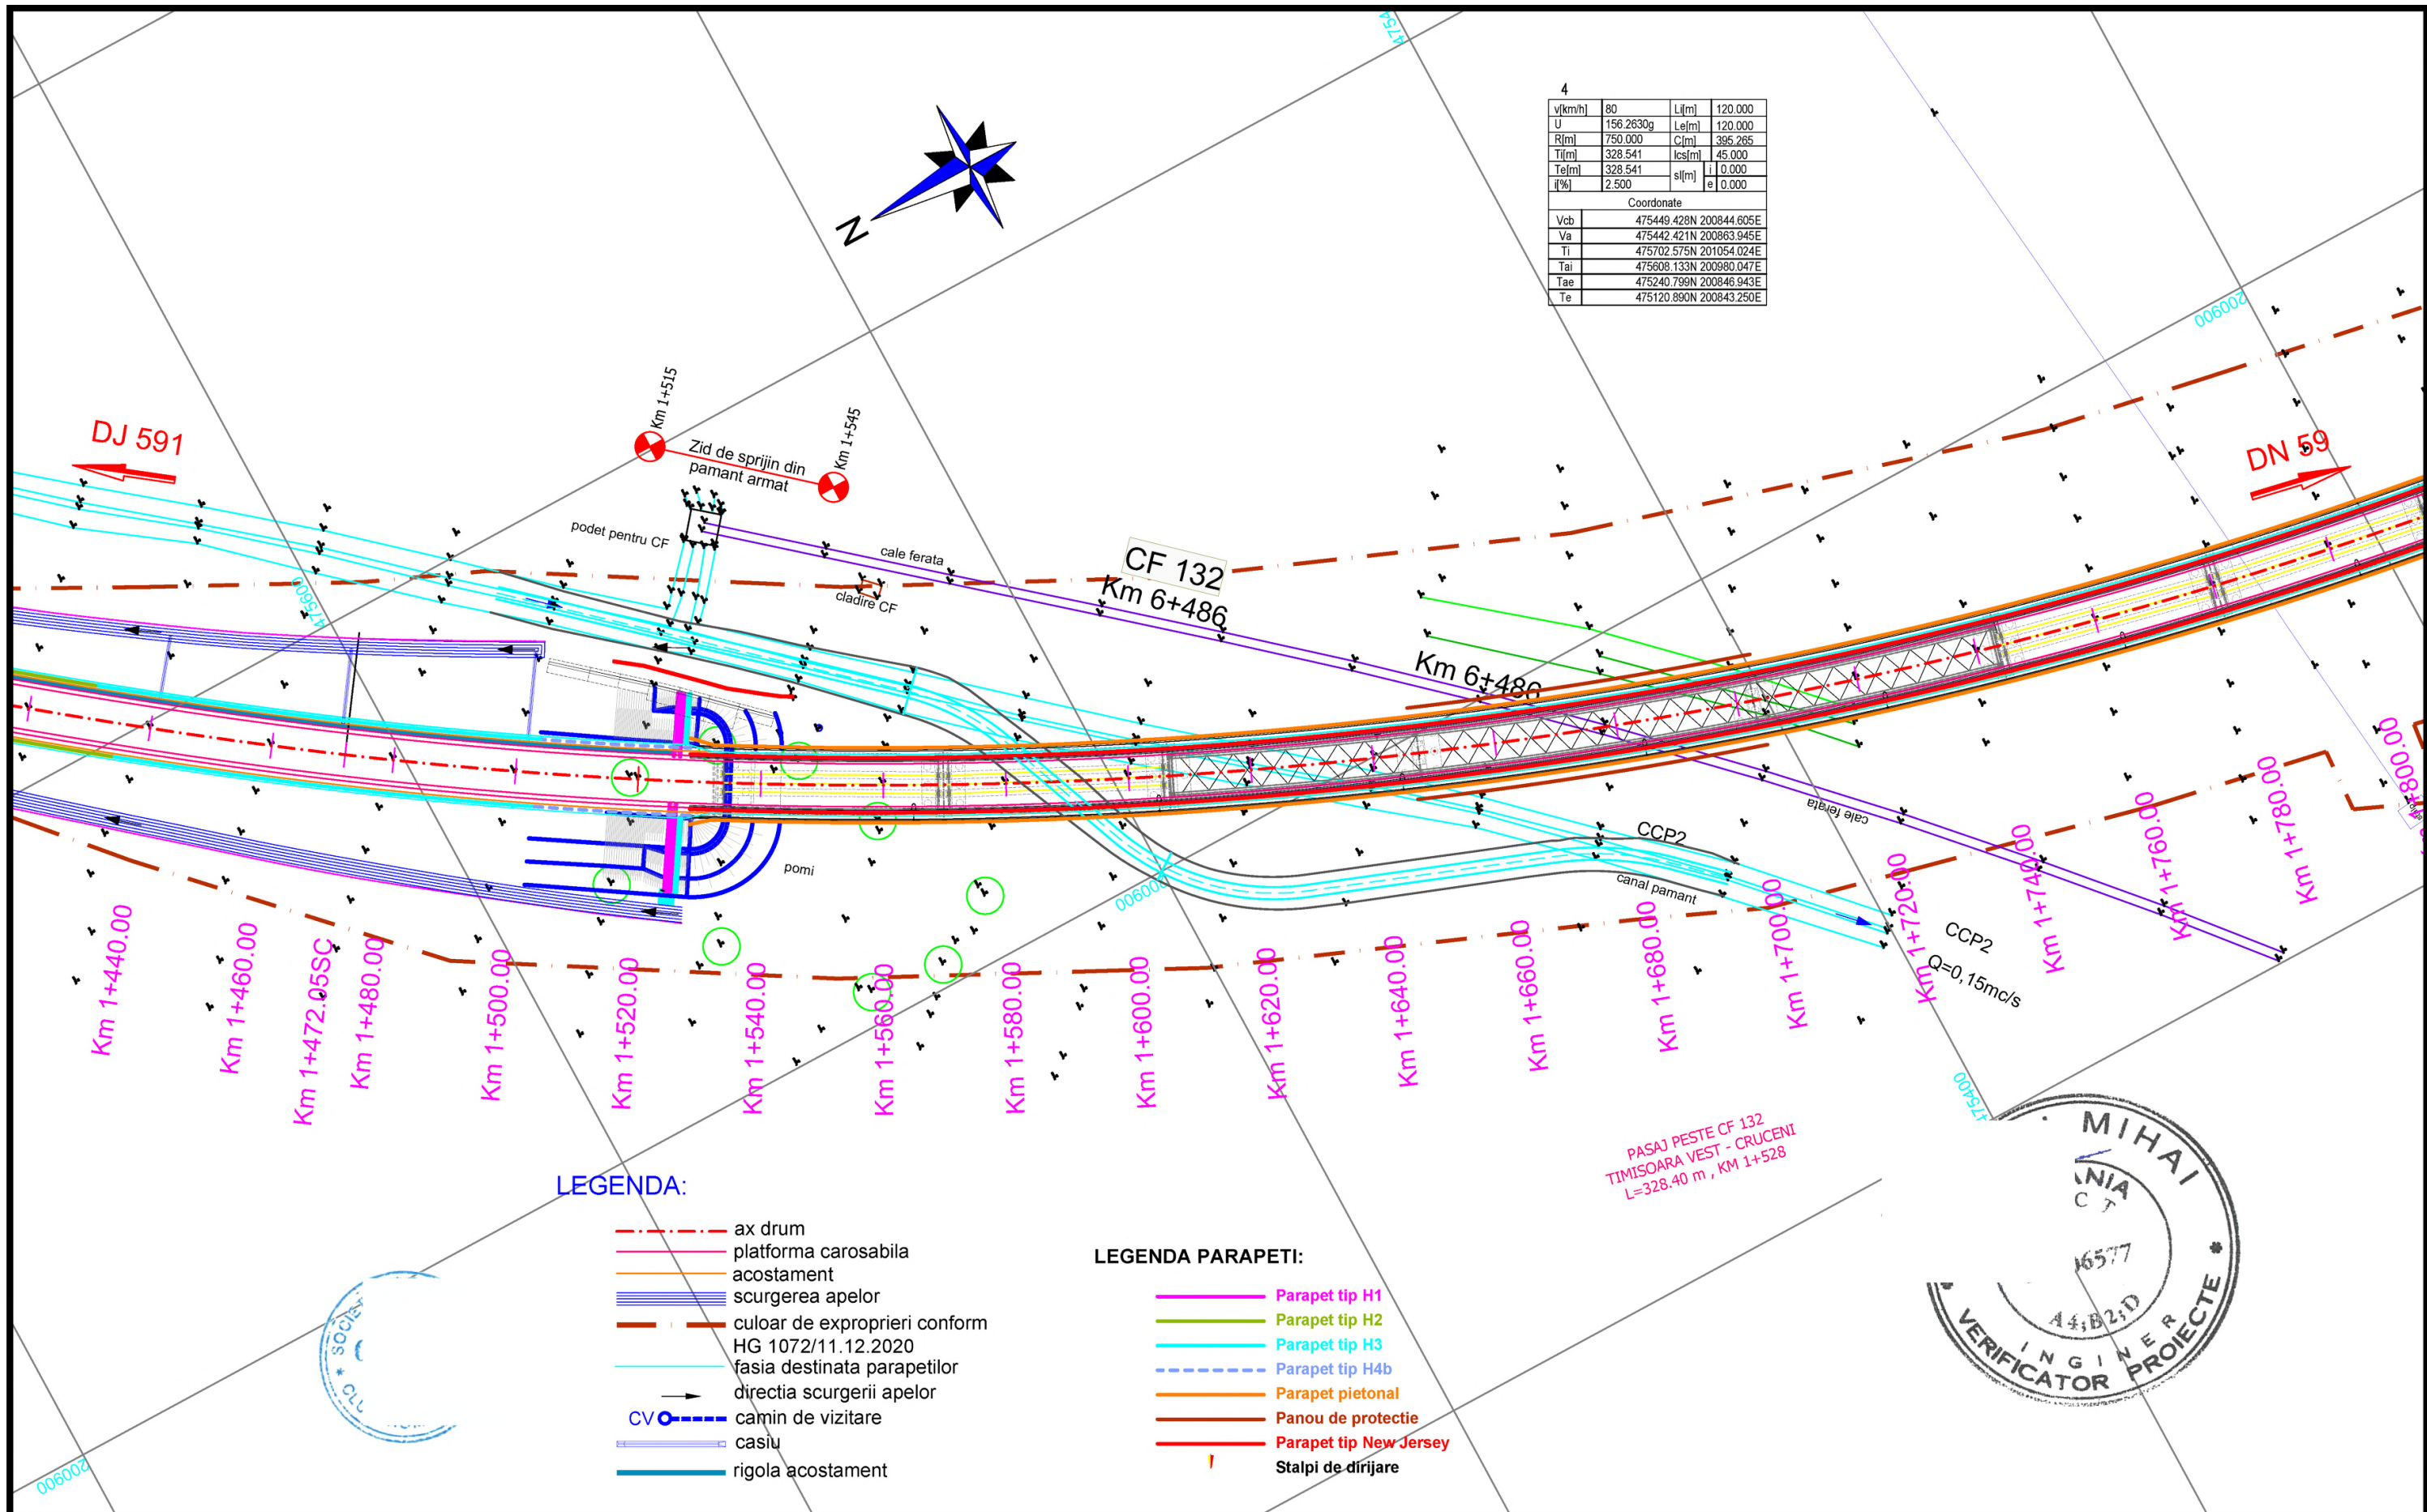 4
v[km/h] 80 Li[m] 120.000
U 156.2630g Le[m] 120.000
R[m] 750.000 C[m] 395.265
Ti[m] 328.541 lcs[m] 45.000
Te[m] 328.541 sl[m] i 0.000
i[%] 2.500 e 0.000
Coordonate
Vcb 475449.428N 200844.605E
Va 475442.421N 200863.945E
Ti 475702.575N 201054.024E
Tai 475608.133N 200980.047E
Tae 475240.799N 200846.943E
Te 475120.890N 200843.250E
N
200900
DJ 591
Km 1+515
Km 1+545
Zid de sprijin din
pamant armat
DN 59
podet pentru CF
cale ferata
CF 132
Km 6+486
cladire CF
475600
Km 6+486
cale ferata
CCP2
canal pamant
pomi
200900
CCP2
Q=0,15mc/s
Km 1+440.00
Km 1+460.00
Km 1+472.05SC
Km 1+480.00
Km 1+500.00
Km 1+520.00
Km 1+540.00
Km 1+560.00
Km 1+580.00
Km 1+600.00
Km 1+620.00
Km 1+640.00
Km 1+660.00
Km 1+680.00
Km 1+700.00
Km 1+720.00
Km 1+740.00
Km 1+760.00
Km 1+780.00
475400
PASAJ PESTE CF 132
TIMISOARA VEST - CRUCENI
L=328.40 m , KM 1+528
LEGENDA:
ax drum
platforma carosabila
acostament
scurgerea apelor
culoar de exproprieri conform
HG 1072/11.12.2020
fasia destinata parapetilor
directia scurgerii apelor
CV camin de vizitare
casiu
rigola acostament
LEGENDA PARAPETI:
Parapet tip H1
Parapet tip H2
Parapet tip H3
Parapet tip H4b
Parapet pietonal
Panou de protectie
Parapet tip New Jersey
Stalpi de dirijare
200900
MIHAI
A4;B2;D
INGINER
VERIFICATOR PROIECTE